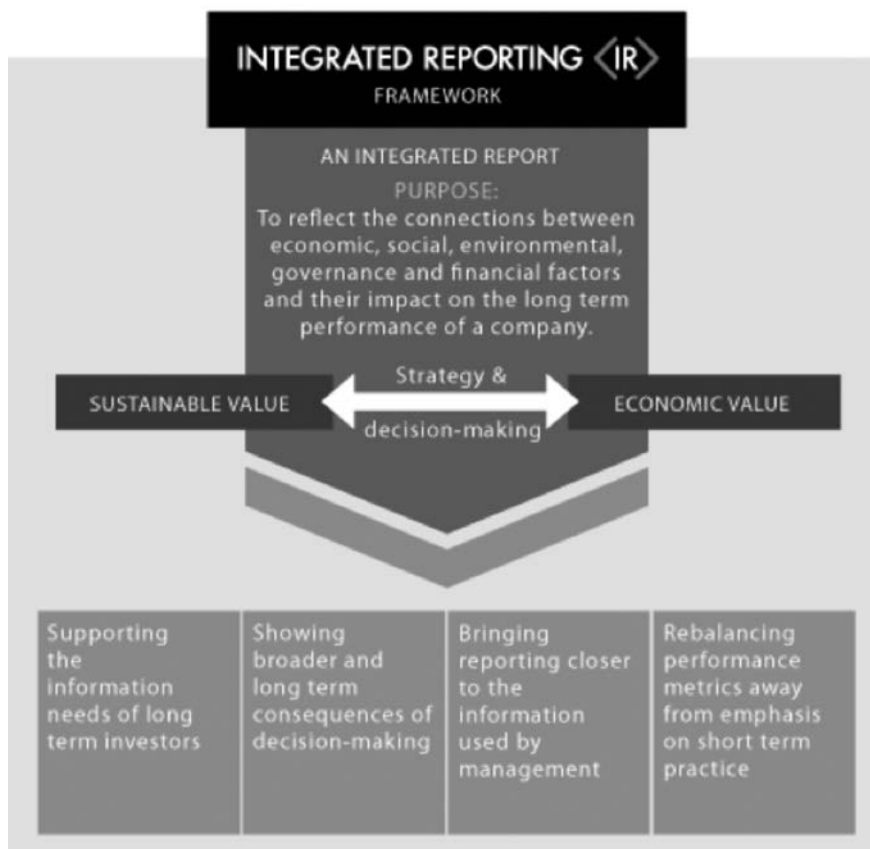 INTEGRATED REPORTING <IR>
FRAMEWORK
AN INTEGRATED REPORT
PURPOSE:
To reflect the connections between
economic, social, environmental,
governance and financial factors
and their impact on the long term
performance of a company.
SUSTAINABLE VALUE
Strategy &
decision-making
ECONOMIC VALUE
Supporting
the
information
needs of long
term investors
Showing
broader and
long term
consequences of
decision-making
Bringing
reporting closer
to the
information
used by
management
Rebalancing
performance
metrics away
from emphasis
on short term
practice